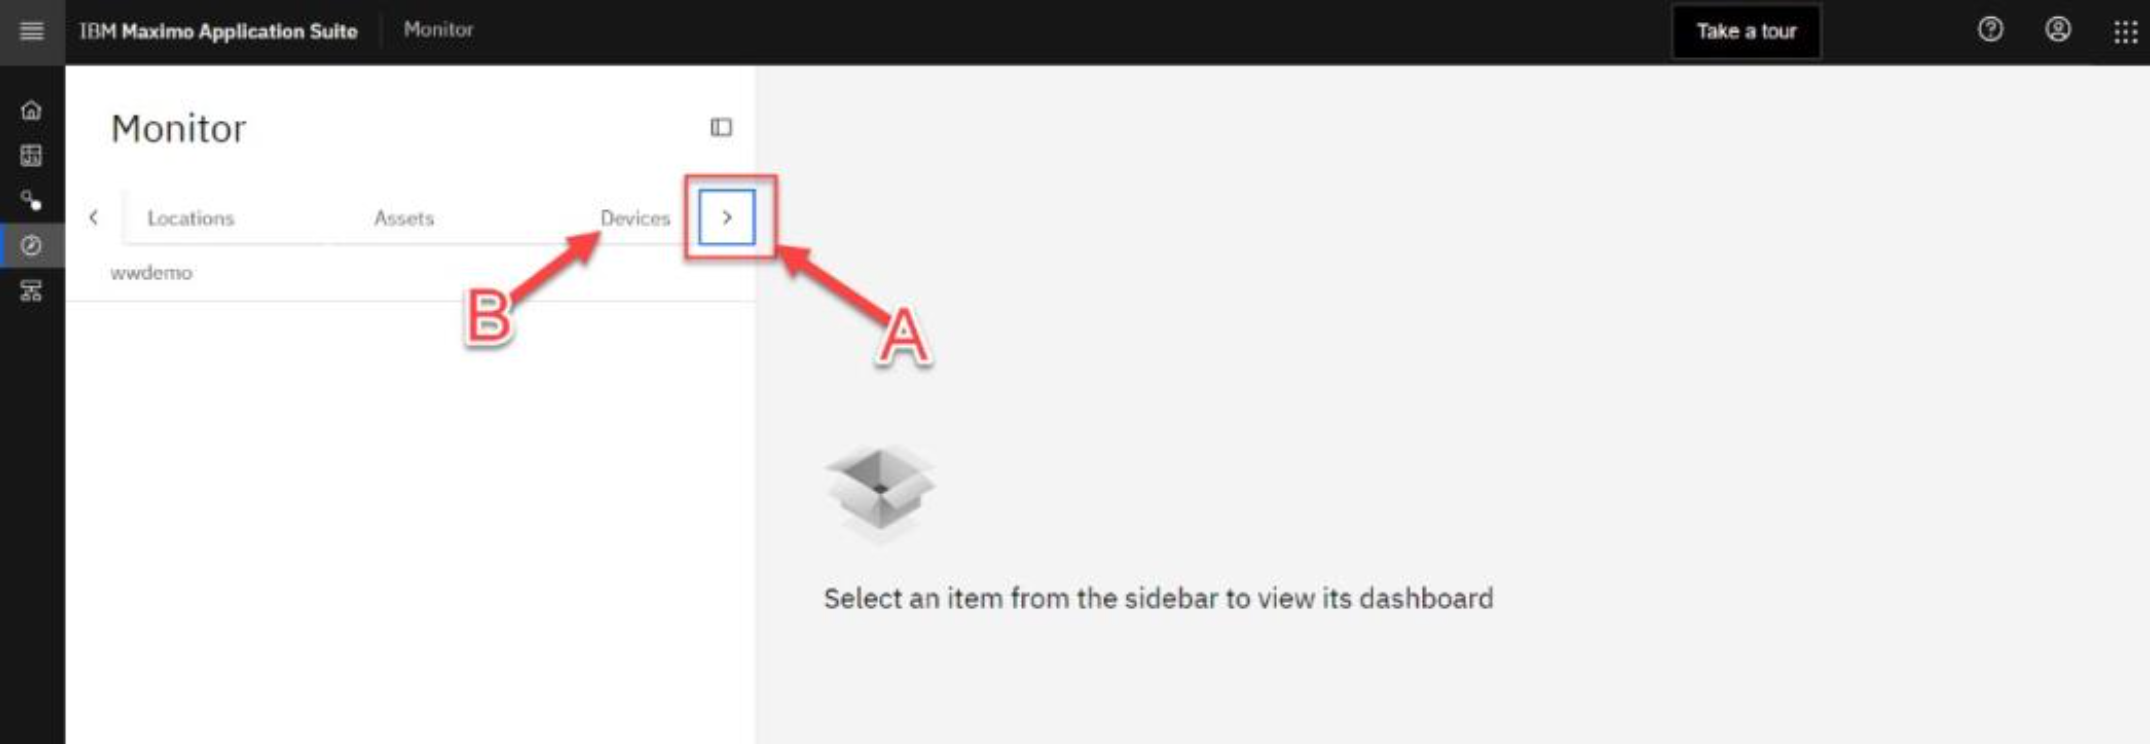 IBM Maximo Application Suite
Monitor
Take a tour
Monitor
Locations
Assets
Devices
wwdemo
B
A
Select an item from the sidebar to view its dashboard